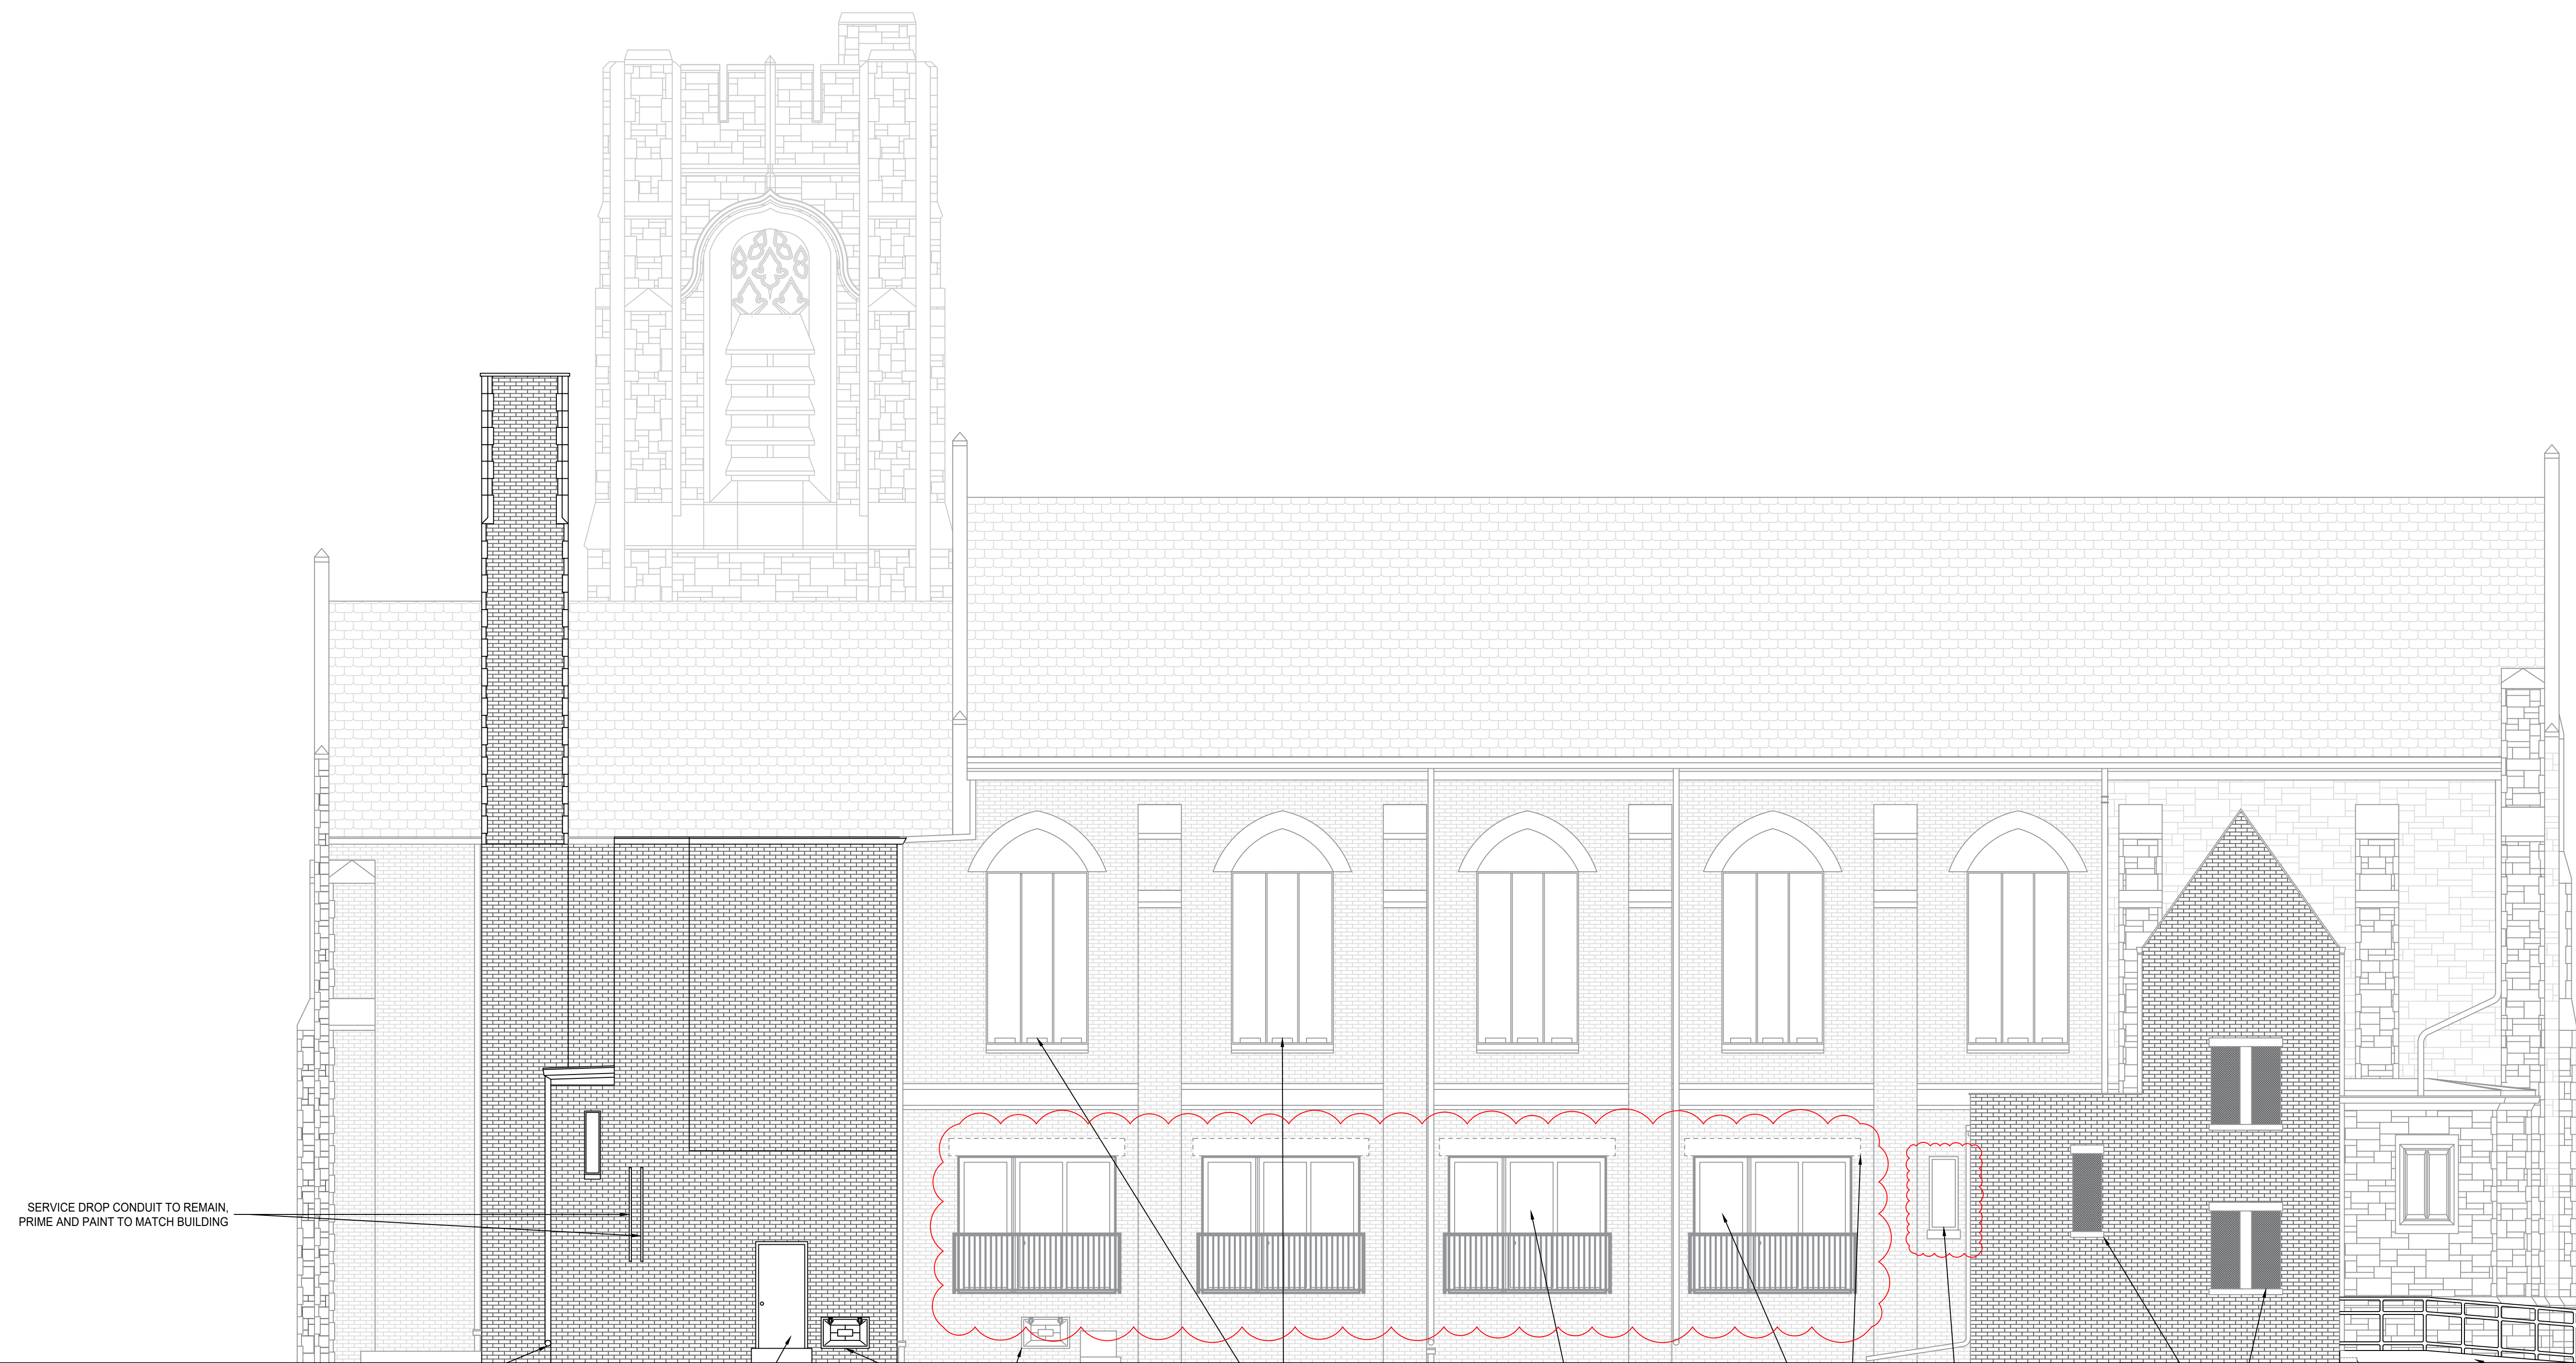 SERVICE DROP CONDUIT TO REMAIN,
PRIME AND PAINT TO MATCH BUILDING